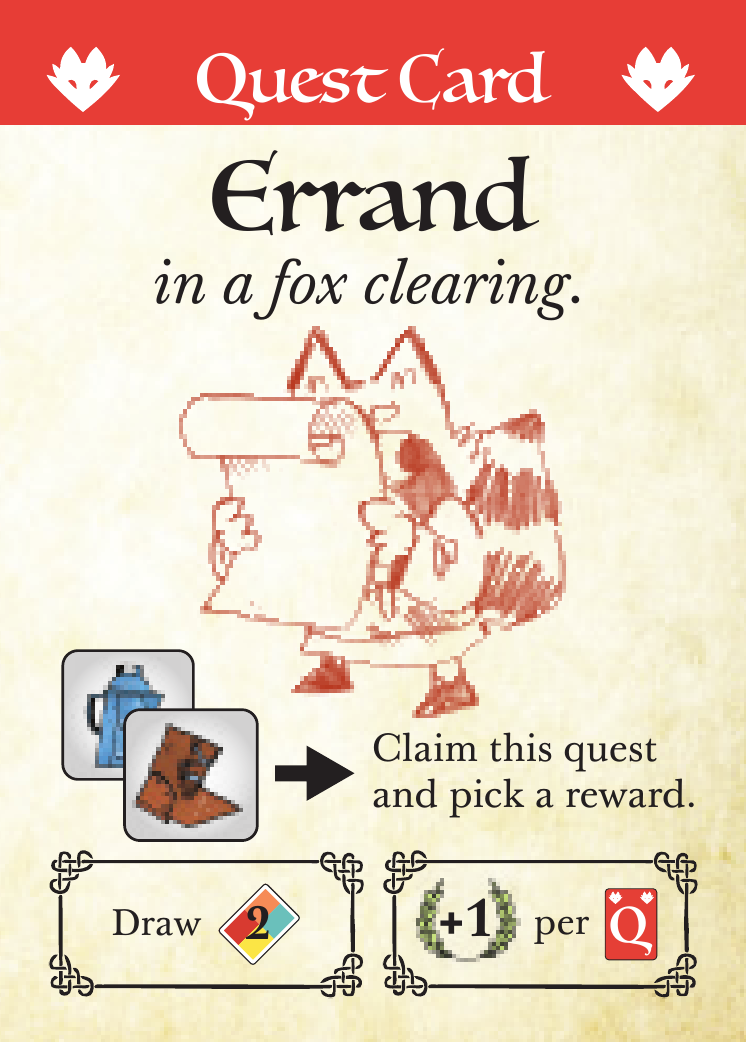 Quest Card
Errand
in a fox clearing.
Claim this quest
and pick a reward.
Draw 2
+1 per Q